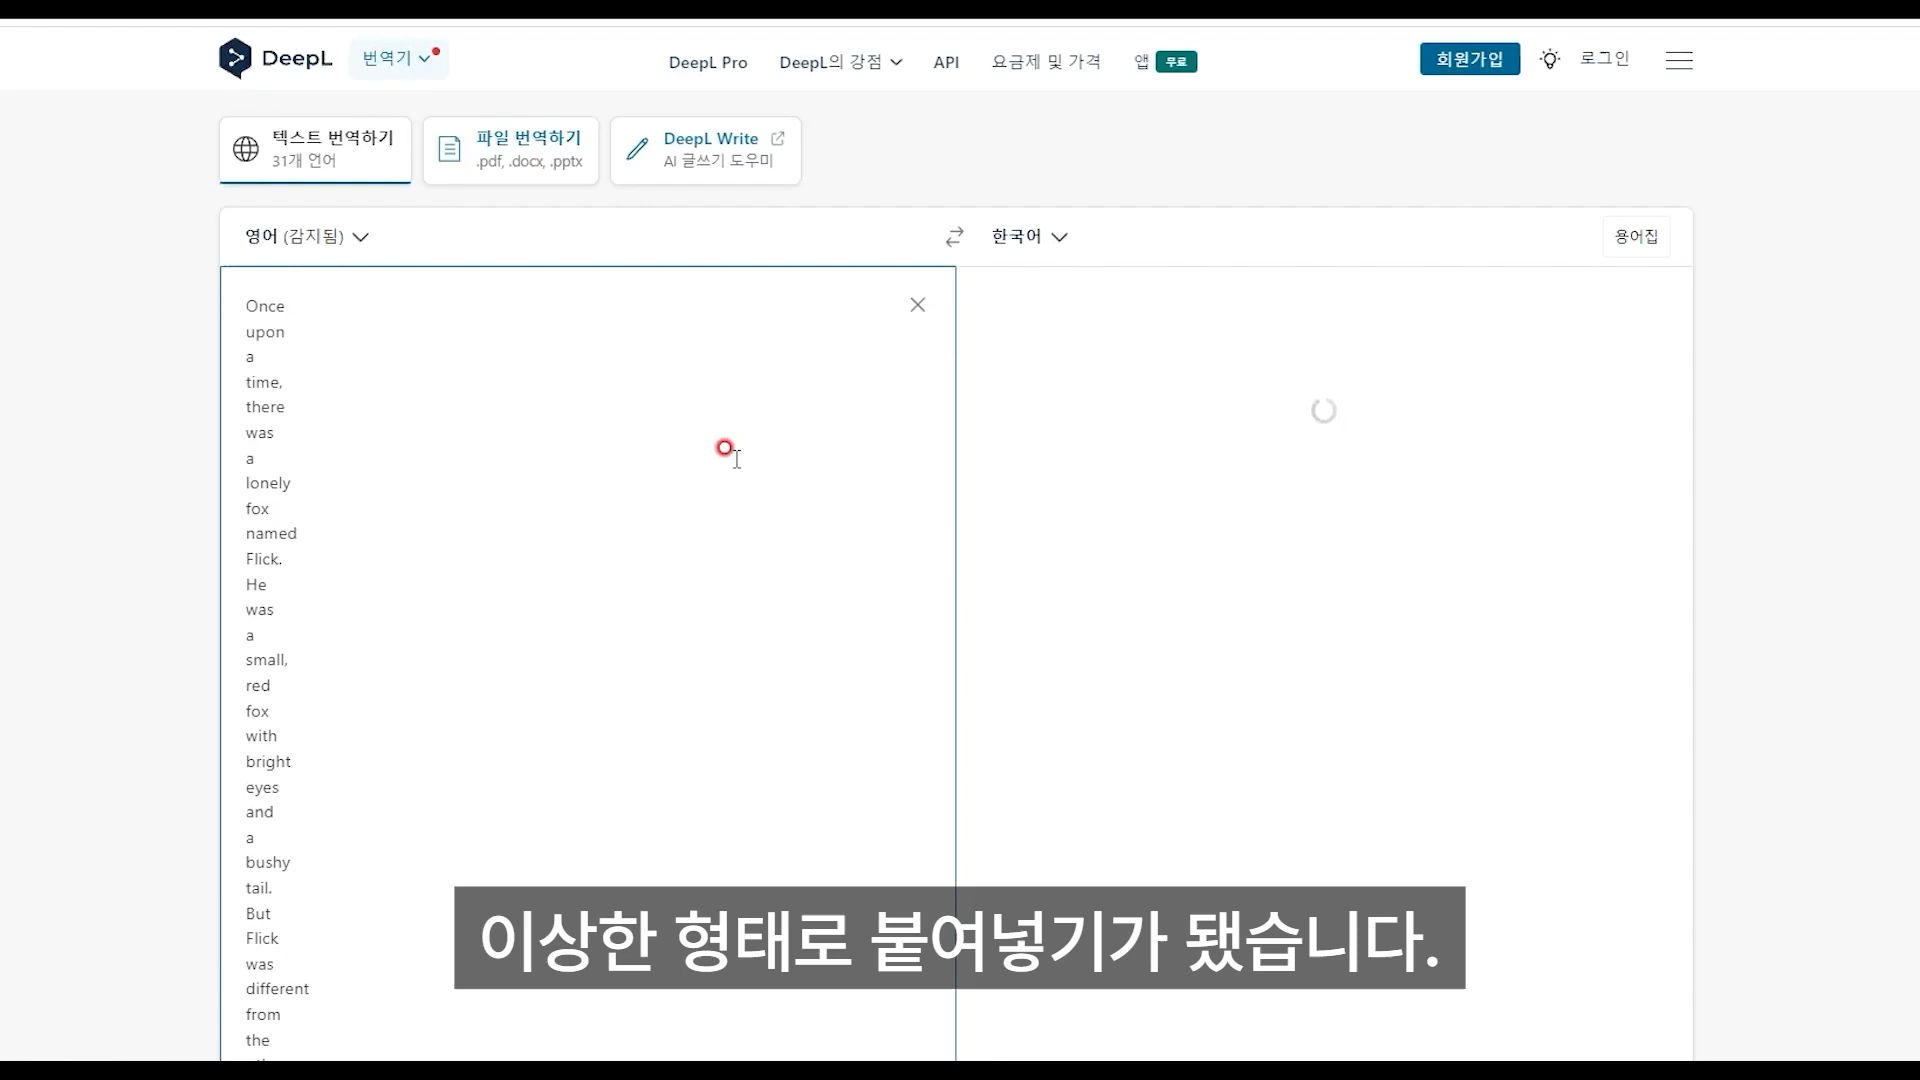 DeepL
번역기
DeepL Pro
DeepL의 강점
API
요금제 및 가격
앱 무료
회원가입
로그인
텍스트 번역하기
31개 언어
파일 번역하기
.pdf, .docx, .pptx
DeepL Write
AI 글쓰기 도우미
영어 (감지됨)
한국어
용어집
Once
upon
a
time,
there
was
a
lonely
fox
named
Flick.
He
was
a
small,
red
fox
with
bright
eyes
and
a
bushy
tail.
But
Flick
was
different
from
the
이상한 형태로 붙여넣기가 됐습니다.